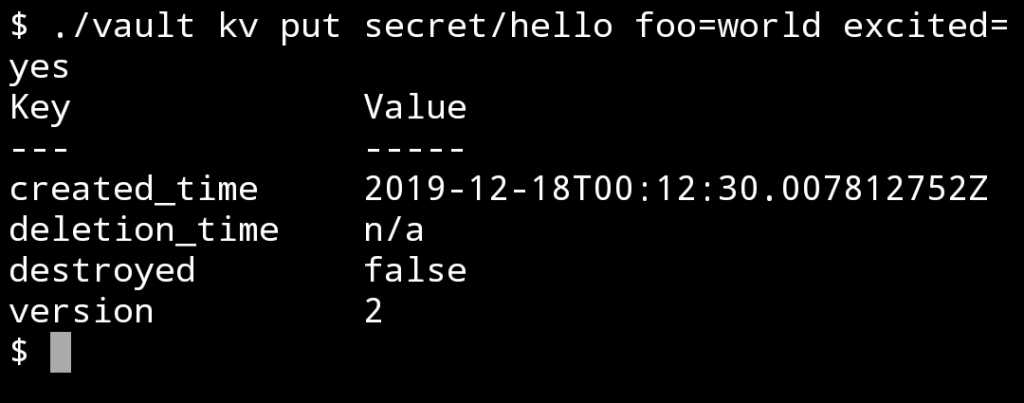 $ ./vault kv put secret/hello foo=world excited=
yes
Key              Value
---              -----
created_time     2019-12-18T00:12:30.007812752Z
deletion_time    n/a
destroyed        false
version          2
$